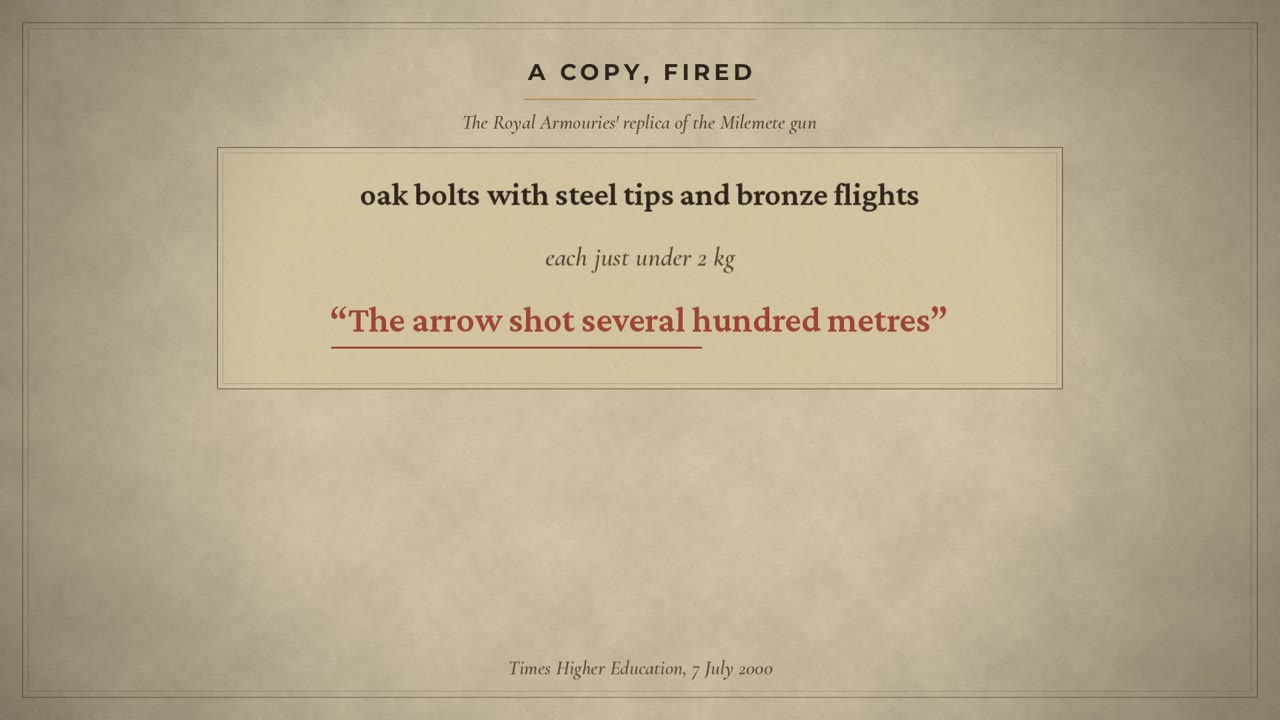 A COPY, FIRED
The Royal Armouries' replica of the Milemete gun
oak bolts with steel tips and bronze flights
each just under 2 kg
“The arrow shot several hundred metres”
Times Higher Education, 7 July 2000